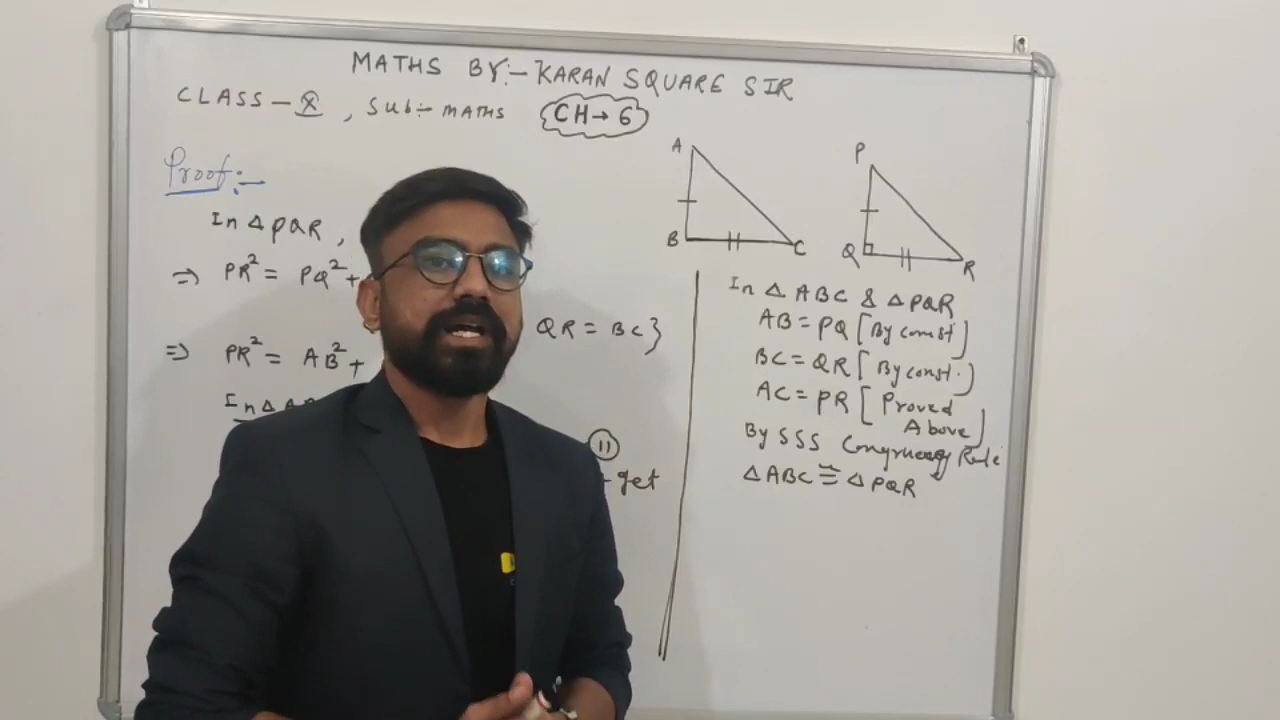 MATHS BY:- KARAN SQUARE SIR
CLASS - X , SUB:- MATHS CH → 6
Proof:-
In Δ PQR ,
⇒ PR² = PQ² +
QR = BC}
⇒ PR² = AB² +
In Δ
11
get
A
B
C
P
Q
R
In Δ ABC & Δ PQR
AB = PQ [By const]
BC = QR [By const.]
AC = PR [Proved
Above]
By SSS Congruency Rule
Δ ABC ≅ Δ PQR